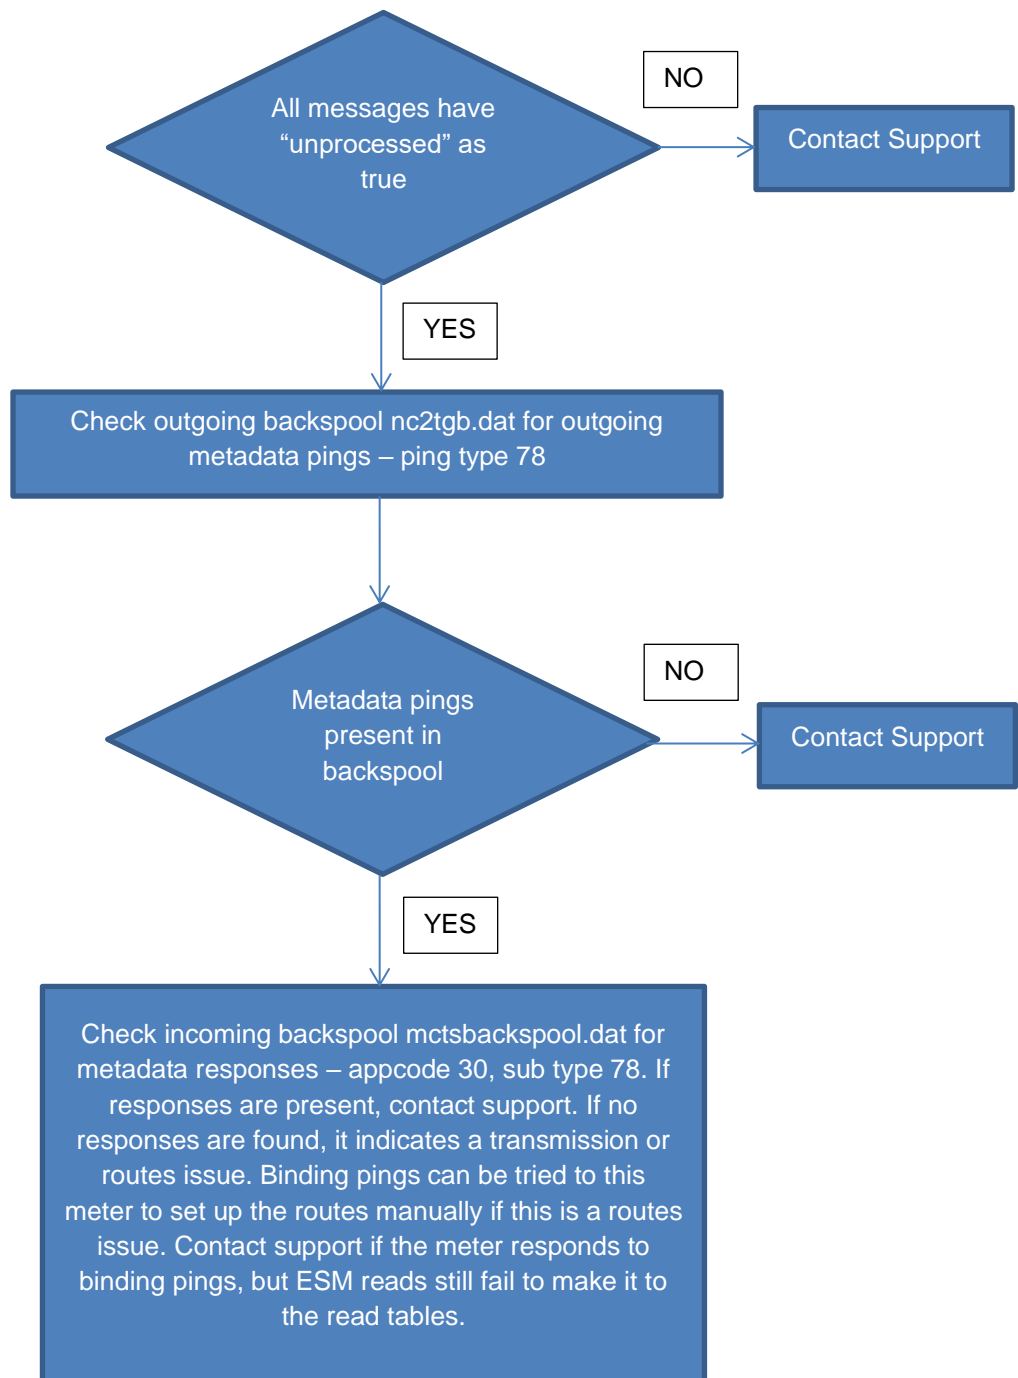 All messages have
“unprocessed” as
true
NO
Contact Support
YES
Check outgoing backspool nc2tgb.dat for outgoing
metadata pings – ping type 78
Metadata pings
present in
backspool
NO
Contact Support
YES
Check incoming backspool mctsbackspool.dat for
metadata responses – appcode 30, sub type 78. If
responses are present, contact support. If no
responses are found, it indicates a transmission or
routes issue. Binding pings can be tried to this
meter to set up the routes manually if this is a routes
issue. Contact support if the meter responds to
binding pings, but ESM reads still fail to make it to
the read tables.